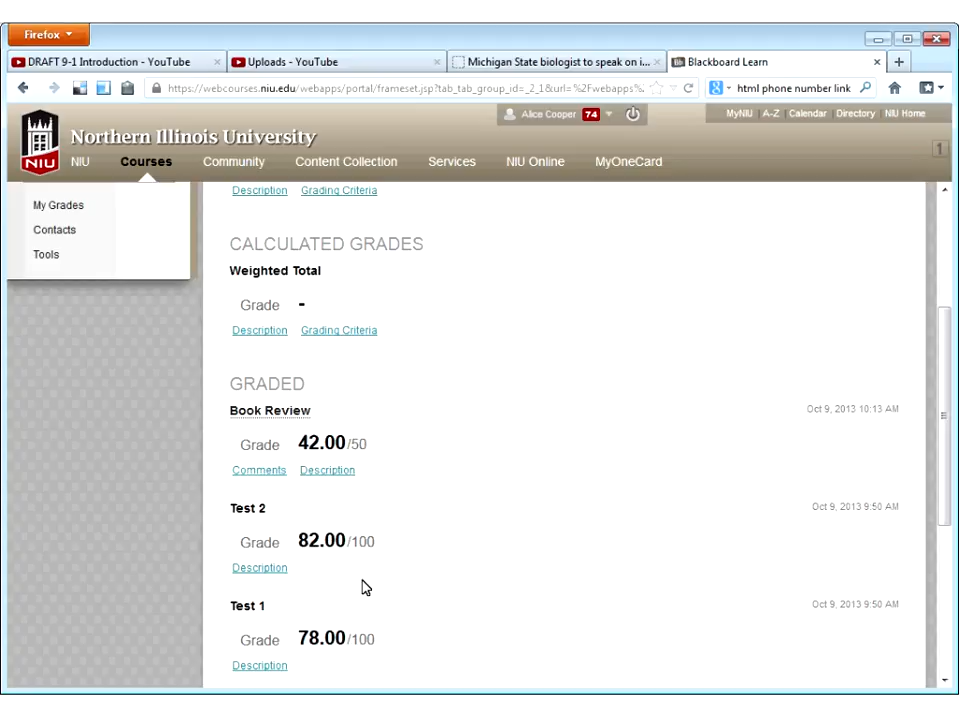 Firefox
DRAFT 9-1 Introduction - YouTube
Uploads - YouTube
Michigan State biologist to speak on i...
Blackboard Learn
https://webcourses.niu.edu/webapps/portal/frameset.jsp?tab_tab_group_id=_2_1&url=%2Fwebapps%
html phone number link
Alice Cooper 74
MyNIU | A-Z | Calendar | Directory | NIU Home
NIU
Northern Illinois University
NIU Courses Community Content Collection Services NIU Online MyOneCard
1
My Grades
Contacts
Tools
Description Grading Criteria
CALCULATED GRADES
Weighted Total
Grade -
Description Grading Criteria
GRADED
Book Review Oct 9, 2013 10:13 AM
Grade 42.00/50
Comments Description
Test 2 Oct 9, 2013 9:50 AM
Grade 82.00/100
Description
Test 1 Oct 9, 2013 9:50 AM
Grade 78.00/100
Description